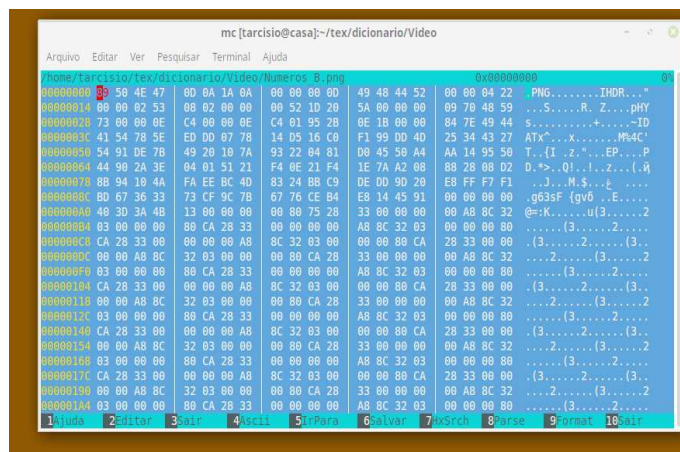 mc [tarcisio@casa]:~/tex/dicionario/Video
Arquivo Editar Ver Pesquisar Terminal Ajuda
/home/tarcisio/tex/dicionario/Video/Numeros B.png 0x00000000 0%
00000000 89 50 4E 47 0D 0A 1A 0A 00 00 00 0D 49 48 44 52 00 00 04 22 .PNG........IHDR..."
00000014 00 00 02 53 08 02 00 00 00 52 1D 20 5A 00 00 00 09 70 48 59 ...S.....R. Z....pHY
00000028 73 00 00 0E C4 00 00 0E C4 01 95 2B 0E 1B 00 00 84 7E 49 44 s..........+.....~ID
0000003C 41 54 78 5E ED DD 07 78 14 D5 16 C0 F1 99 DD 4D 25 34 43 27 ATx^...x.......M%4C'
00000050 54 91 DE 7B 49 20 10 7A 93 22 04 81 D0 45 50 A4 AA 14 95 50
00000064 44 90 2A 3E 04 01 51 21 F4 0E 21 F4 1E 7A A2 08 88 28 08 D2
00000078 8B 94 10 4A FA EE BC 4D 83 24 BB C9 DE DD 9D 20 E8 FF F7 F1
0000008C BD 67 36 33 73 CF 9C 7B 67 76 CE B4 E8 14 45 91 00 00 00 00
000000A0 40 3D 3A 4B 13 00 00 00 00 80 75 28 33 00 00 00 00 A8 8C 32 @=:K......u(3......2
000000B4 03 00 00 00 80 CA 28 33 00 00 00 00 A8 8C 32 03 00 00 00 80 ......(3......2.....
000000C8 CA 28 33 00 00 00 00 A8 8C 32 03 00 00 00 80 CA 28 33 00 00 .(3......2......(3..
000000DC 00 00 A8 8C 32 03 00 00 00 80 CA 28 33 00 00 00 00 A8 8C 32 ....2......(3......2
000000F0 03 00 00 00 80 CA 28 33 00 00 00 00 A8 8C 32 03 00 00 00 80 ......(3......2.....
00000104 CA 28 33 00 00 00 00 A8 8C 32 03 00 00 00 80 CA 28 33 00 00 .(3......2......(3..
00000118 00 00 A8 8C 32 03 00 00 00 80 CA 28 33 00 00 00 00 A8 8C 32 ....2......(3......2
0000012C 03 00 00 00 80 CA 28 33 00 00 00 00 A8 8C 32 03 00 00 00 80 ......(3......2.....
00000140 CA 28 33 00 00 00 00 A8 8C 32 03 00 00 00 80 CA 28 33 00 00 .(3......2......(3..
00000154 00 00 A8 8C 32 03 00 00 00 80 CA 28 33 00 00 00 00 A8 8C 32 ....2......(3......2
00000168 03 00 00 00 80 CA 28 33 00 00 00 00 A8 8C 32 03 00 00 00 80 ......(3......2.....
0000017C CA 28 33 00 00 00 00 A8 8C 32 03 00 00 00 80 CA 28 33 00 00 .(3......2......(3..
00000190 00 00 A8 8C 32 03 00 00 00 80 CA 28 33 00 00 00 00 A8 8C 32 ....2......(3......2
000001A4 03 00 00 00 80 CA 28 33 00 00 00 00 A8 8C 32 03 00 00 00 80 ......(3......2.....
1Ajuda 2Editar 3Sair 4Ascii 5IrPara 6Salvar 7HxSrch 8Parse 9Format 10Sair